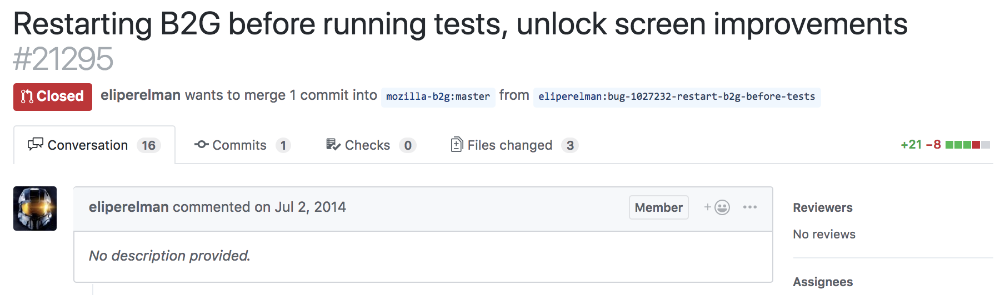 Restarting B2G before running tests, unlock screen improvements
#21295
Closed eliperelman wants to merge 1 commit into mozilla-b2g:master from eliperelman:bug-1027232-restart-b2g-before-tests
Conversation 16 Commits 1 Checks 0 Files changed 3 +21 −8
eliperelman commented on Jul 2, 2014 Member +
No description provided.
Reviewers
No reviews
Assignees